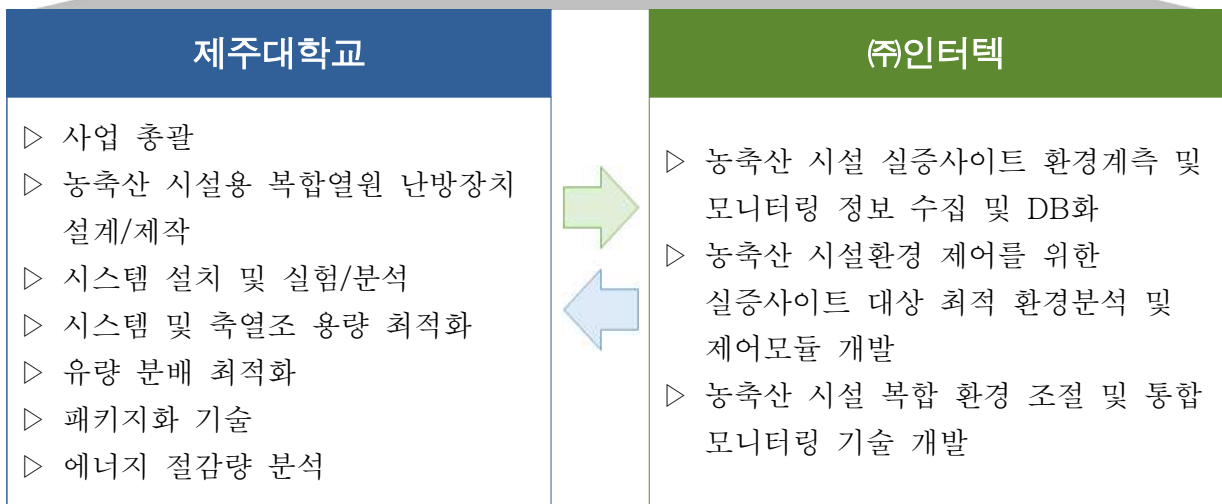 제주대학교
▷ 사업 총괄
▷ 농축산 시설용 복합열원 난방장치
설계/제작
▷ 시스템 설치 및 실험/분석
▷ 시스템 및 축열조 용량 최적화
▷ 유량 분배 최적화
▷ 패키지화 기술
▷ 에너지 절감량 분석
㈜인터텍
▷ 농축산 시설 실증사이트 환경계측 및
모니터링 정보 수집 및 DB화
▷ 농축산 시설환경 제어를 위한
실증사이트 대상 최적 환경분석 및
제어모듈 개발
▷ 농축산 시설 복합 환경 조절 및 통합
모니터링 기술 개발